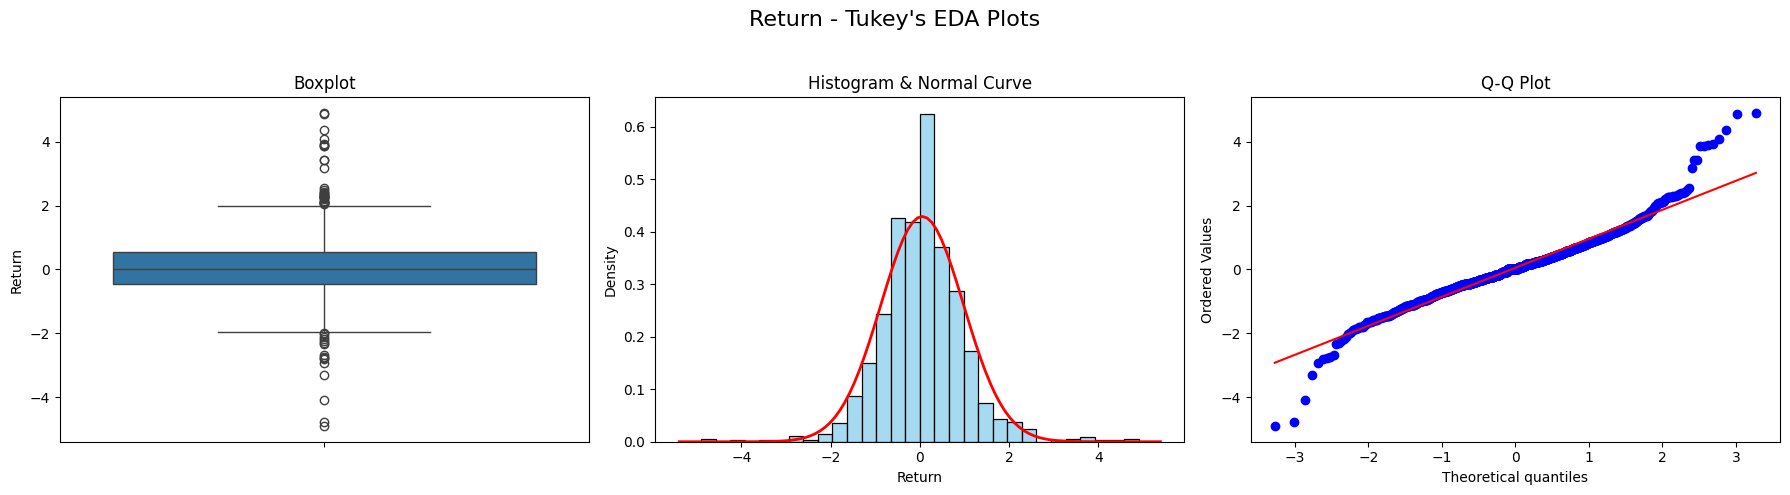 Return - Tukey's EDA Plots
Boxplot
Return
4
2
0
−2
−4
Histogram & Normal Curve
Density
0.6
0.5
0.4
0.3
0.2
0.1
0.0
−4 −2 0 2 4
Return
Q-Q Plot
Ordered Values
4
2
0
−2
−4
−3 −2 −1 0 1 2 3
Theoretical quantiles